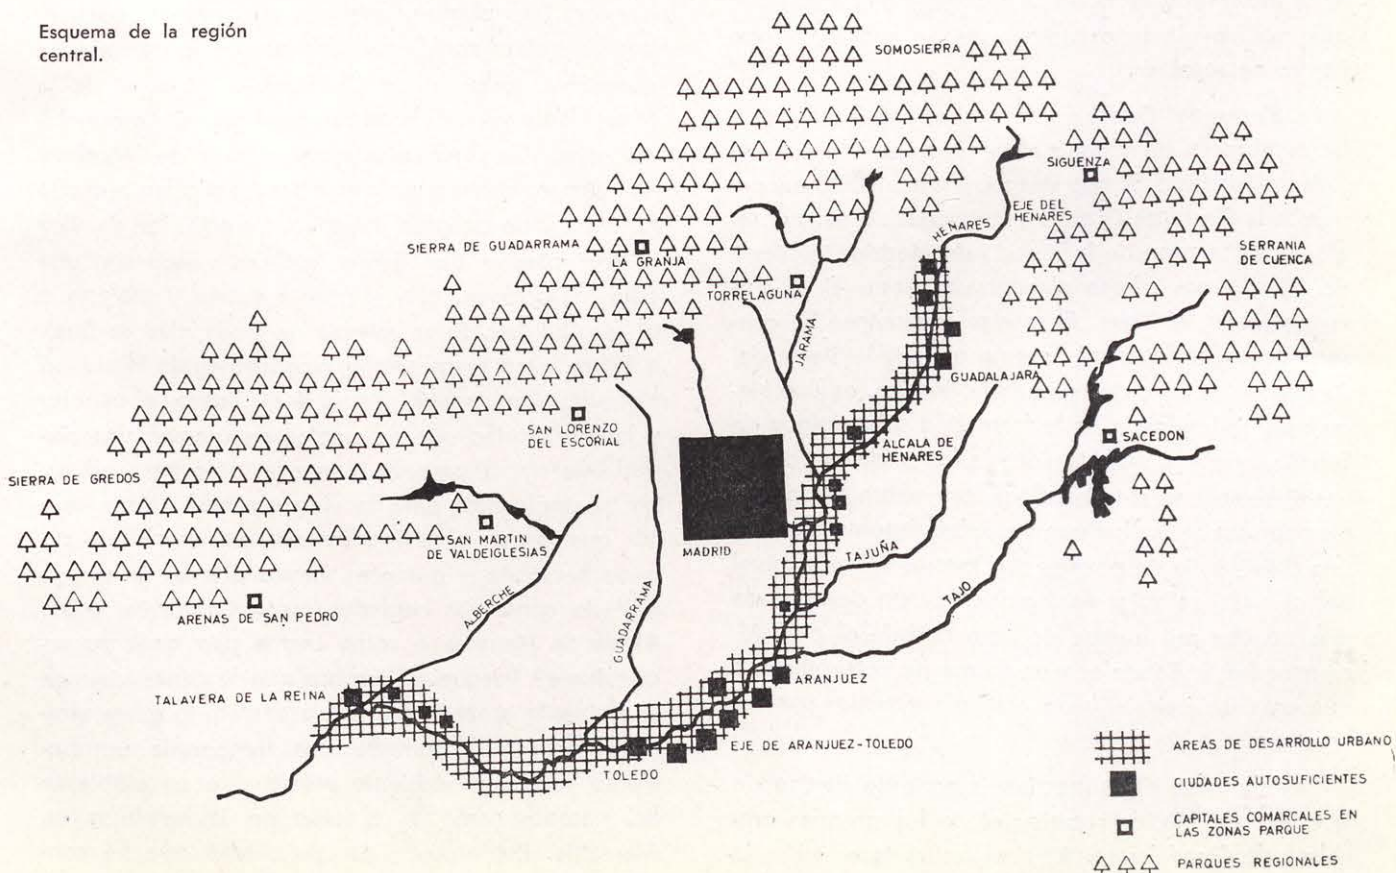 Esquema de la región
central.
SOMOSIERRA
SIGUENZA
HENARES
EJE DEL
HENARES
SIERRA DE GUADARRAMA
LA GRANJA
SERRANIA
DE CUENCA
TORRELAGUNA
JARAMA
GUADALAJARA
SAN LORENZO
DEL ESCORIAL
ALCALA DE
HENARES
SACEDON
SIERRA DE GREDOS
SAN MARTIN
DE VALDEIGLESIAS
MADRID
TAJUÑA
TAJO
ARENAS DE SAN PEDRO
ALBERCHE
GUADARRAMA
TALAVERA DE LA REINA
ARANJUEZ
EJE DE ARANJUEZ-TOLEDO
TOLEDO
AREAS DE DESARROLLO URBANO
CIUDADES AUTOSUFICIENTES
CAPITALES COMARCALES EN
LAS ZONAS PARQUE
PARQUES REGIONALES